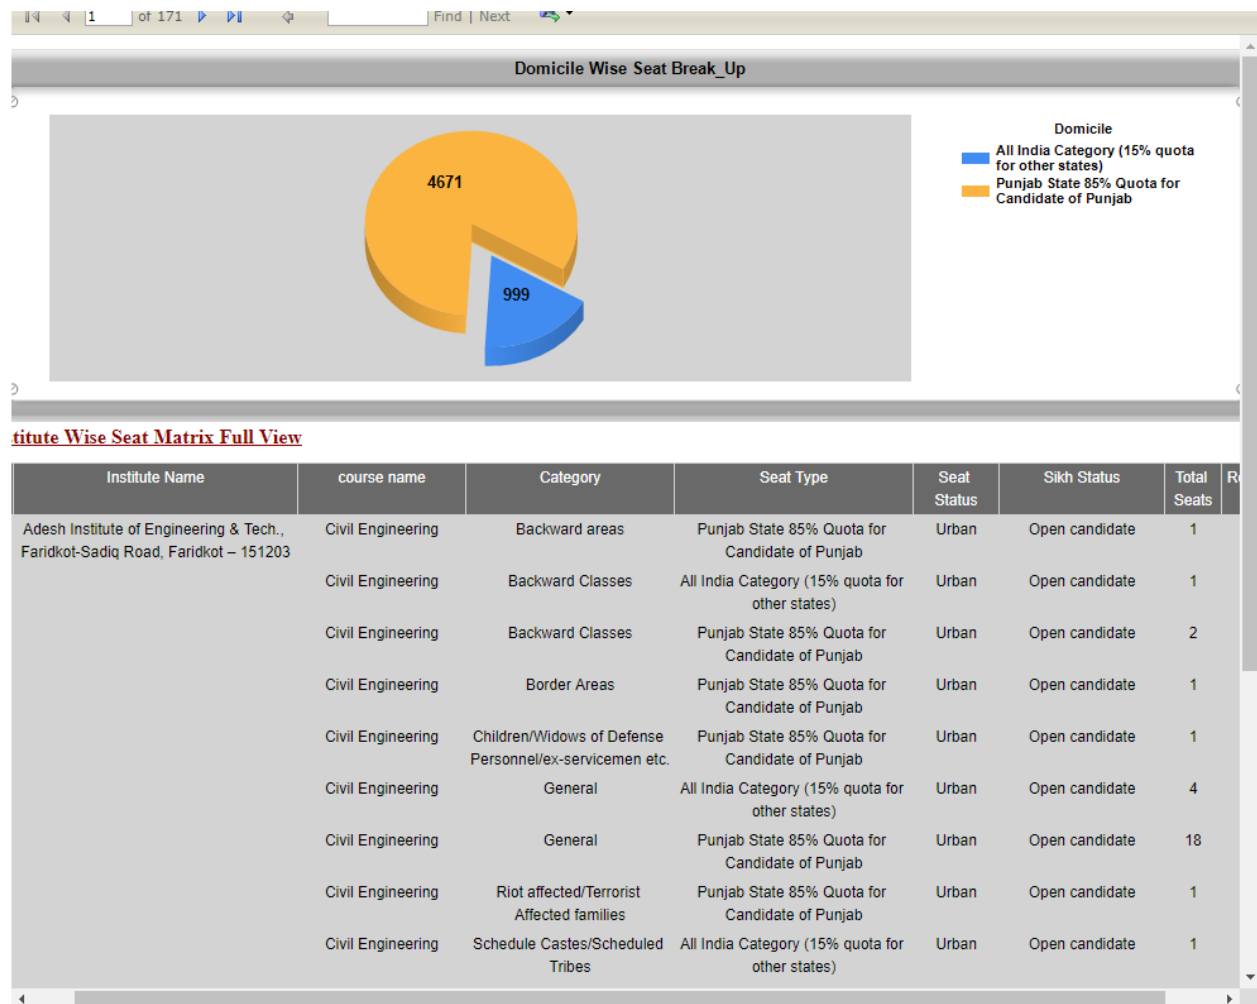 1 of 171 Find | Next
Domicile Wise Seat Break_Up
4671
999
Domicile
All India Category (15% quota
for other states)
Punjab State 85% Quota for
Candidate of Punjab
titute Wise Seat Matrix Full View
Institute Name course name Category Seat Type Seat Sikh Status Total
Status Seats
Adesh Institute of Engineering & Tech., Civil Engineering Backward areas Punjab State 85% Quota for Urban Open candidate 1
Faridkot-Sadiq Road, Faridkot – 151203 Candidate of Punjab
Civil Engineering Backward Classes All India Category (15% quota for Urban Open candidate 1
other states)
Civil Engineering Backward Classes Punjab State 85% Quota for Urban Open candidate 2
Candidate of Punjab
Civil Engineering Border Areas Punjab State 85% Quota for Urban Open candidate 1
Candidate of Punjab
Civil Engineering Children/Widows of Defense Punjab State 85% Quota for Urban Open candidate 1
Personnel/ex-servicemen etc. Candidate of Punjab
Civil Engineering General All India Category (15% quota for Urban Open candidate 4
other states)
Civil Engineering General Punjab State 85% Quota for Urban Open candidate 18
Candidate of Punjab
Civil Engineering Riot affected/Terrorist Punjab State 85% Quota for Urban Open candidate 1
Affected families Candidate of Punjab
Civil Engineering Schedule Castes/Scheduled All India Category (15% quota for Urban Open candidate 1
Tribes other states)